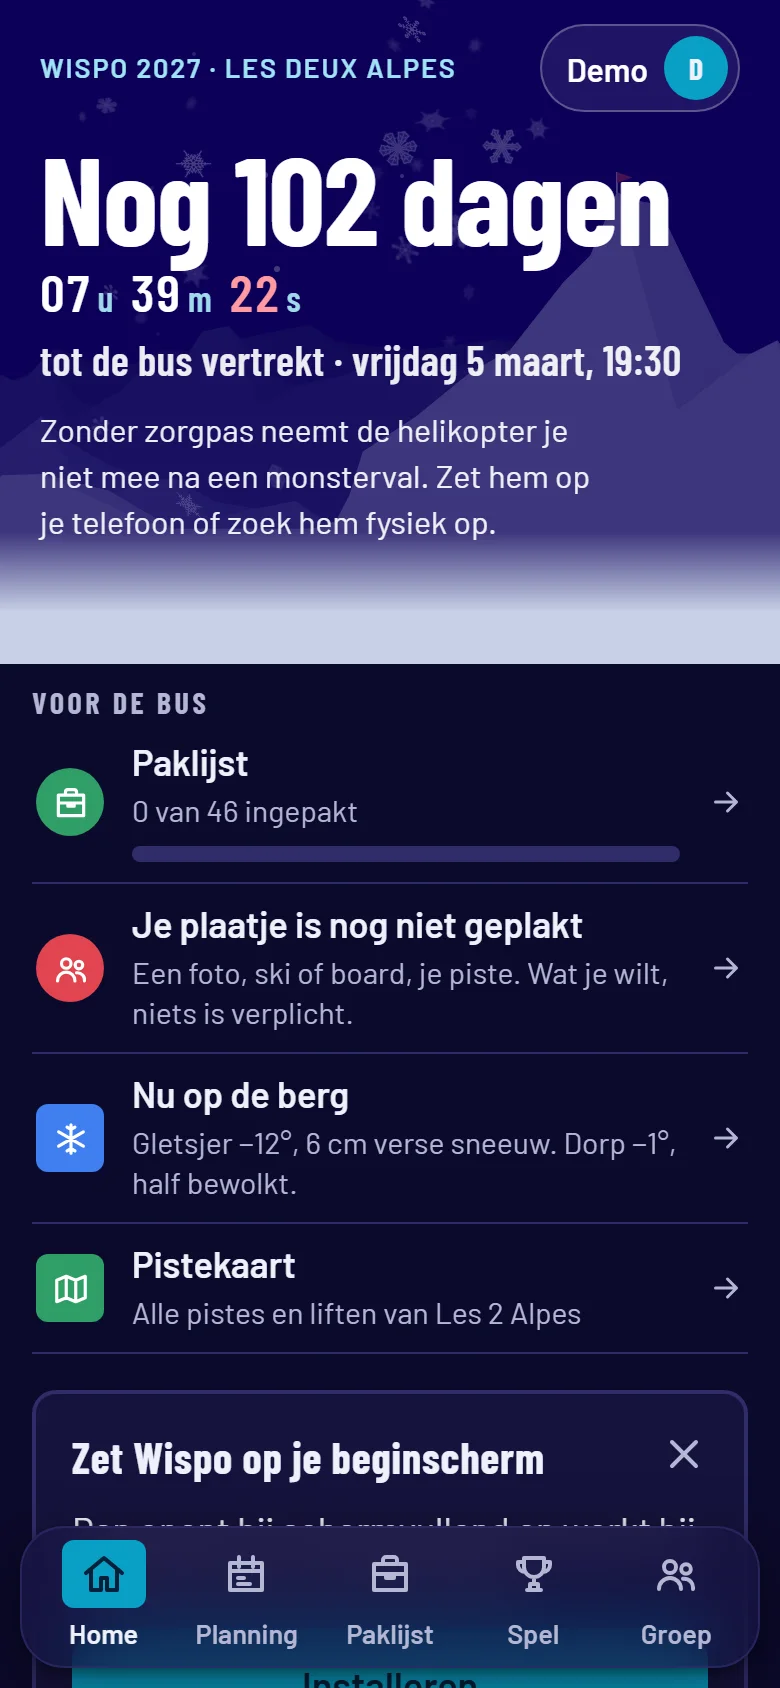 WISPO 2027 · LES DEUX ALPES
Demo
D
Nog 102 dagen
07 u 39 m 22 s
tot de bus vertrekt · vrijdag 5 maart, 19:30
Zonder zorgpas neemt de helikopter je
niet mee na een monsterval. Zet hem op
je telefoon of zoek hem fysiek op.
VOOR DE BUS
Paklijst
0 van 46 ingepakt
Je plaatje is nog niet geplakt
Een foto, ski of board, je piste. Wat je wilt,
niets is verplicht.
Nu op de berg
Gletsjer −12°, 6 cm verse sneeuw. Dorp −1°,
half bewolkt.
Pistekaart
Alle pistes en liften van Les 2 Alpes
Zet Wispo op je beginscherm
Home
Planning
Paklijst
Spel
Groep
Installeren